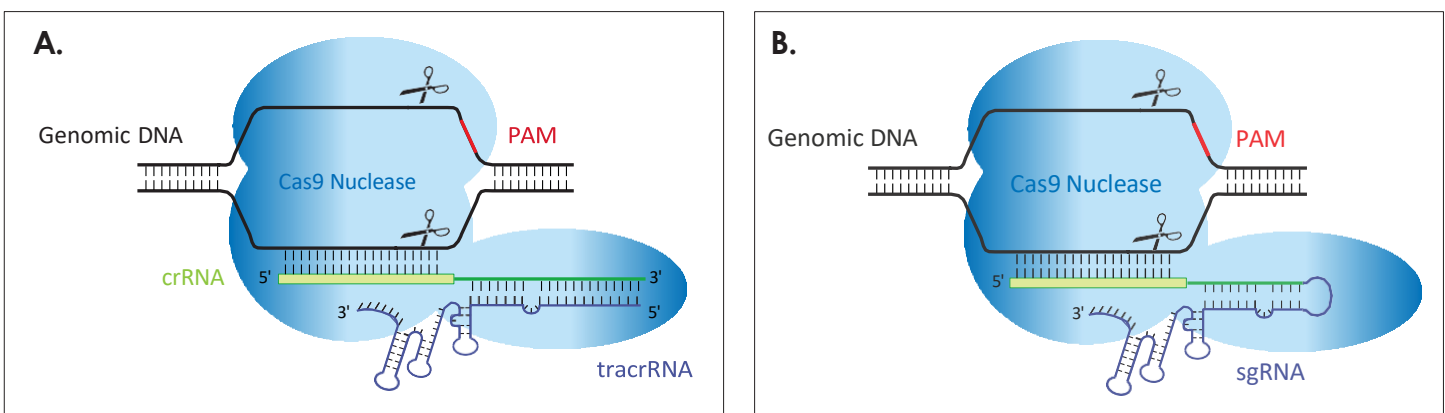 A.
Genomic DNA
PAM
Cas9 Nuclease
crRNA
5'
3'
3'
5'
tracrRNA
B.
Genomic DNA
PAM
Cas9 Nuclease
5'
3'
sgRNA